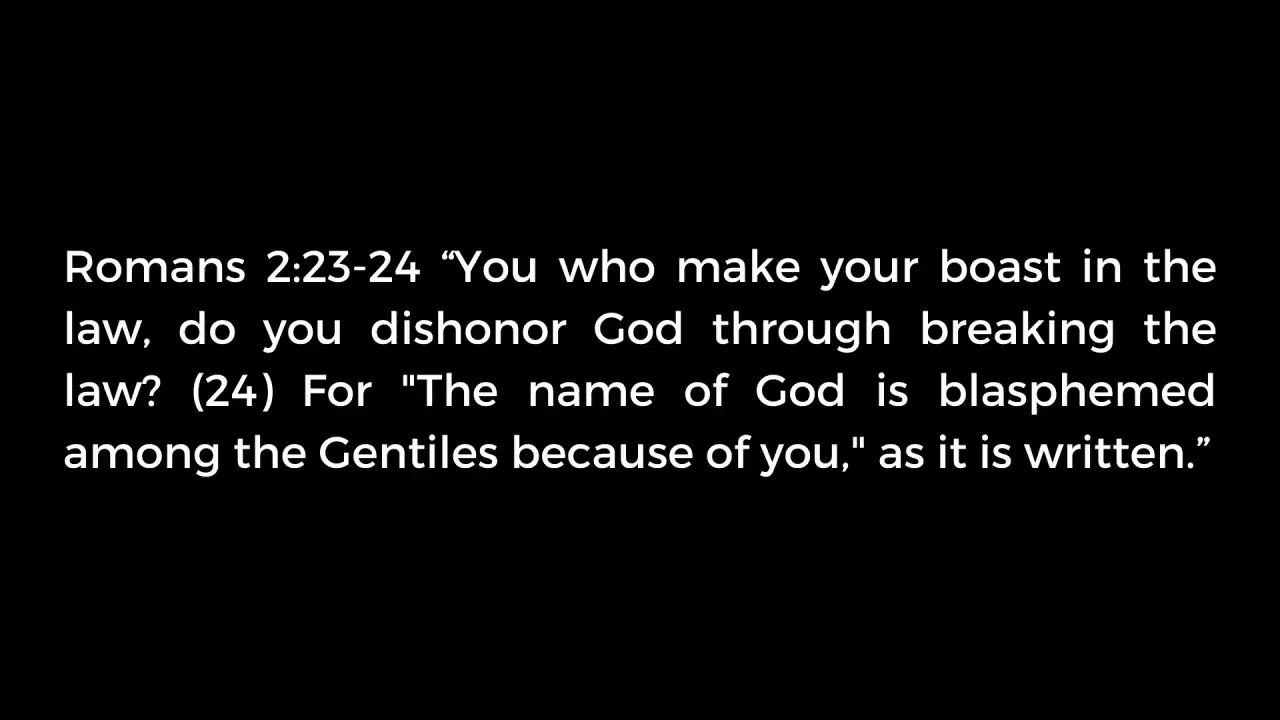 Romans 2:23-24 “You who make your boast in the
law, do you dishonor God through breaking the
law? (24) For "The name of God is blasphemed
among the Gentiles because of you," as it is written.”